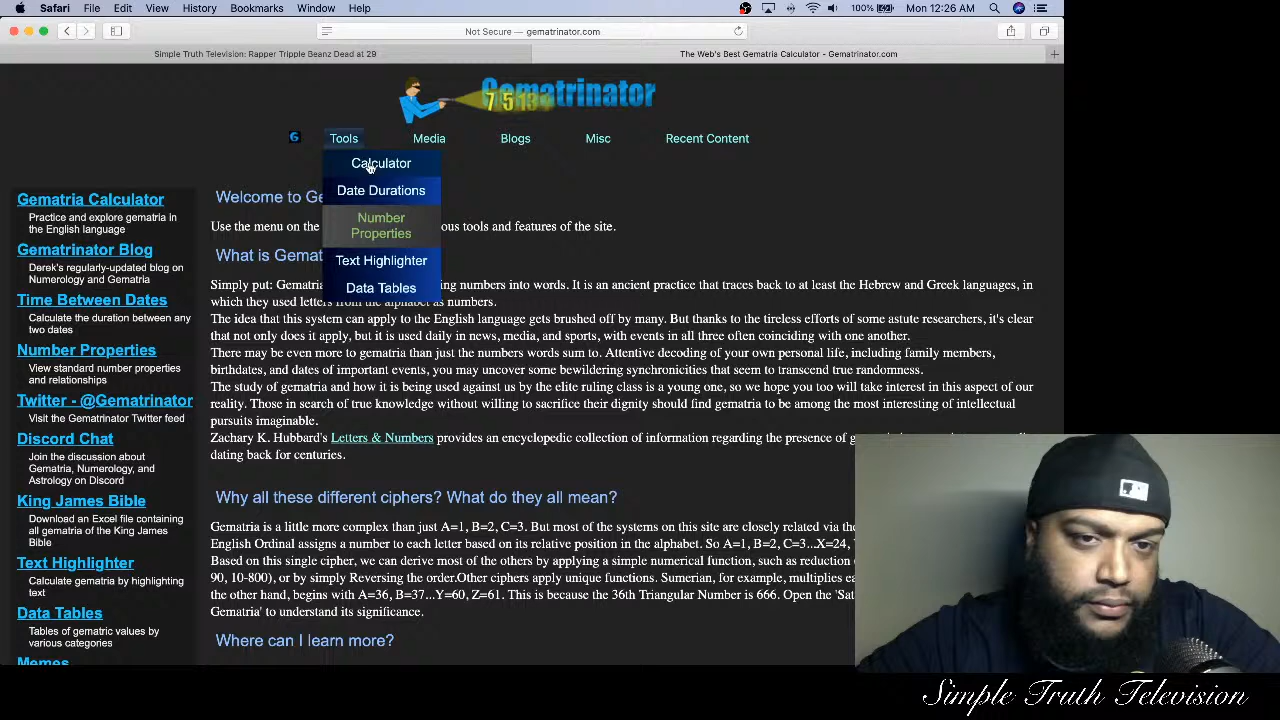 Safari File Edit View History Bookmarks Window Help
100% Mon 12:26 AM
Not Secure — gematrinator.com
Simple Truth Television: Rapper Tripple Beanz Dead at 29
The Web's Best Gematria Calculator - Gematrinator.com
Gematrinator
7 5 13
6 Tools Media Blogs Misc Recent Content
Calculator
Date Durations
Number
Properties
Text Highlighter
Data Tables
Gematria Calculator
Practice and explore gematria in
the English language
Gematrinator Blog
Derek's regularly-updated blog on
Numerology and Gematria
Time Between Dates
Calculate the duration between any
two dates
Number Properties
View standard number properties
and relationships
Twitter - @Gematrinator
Visit the Gematrinator Twitter feed
Discord Chat
Join the discussion about
Gematria, Numerology, and
Astrology on Discord
King James Bible
Download an Excel file containing
all gematria of the King James
Bible
Text Highlighter
Calculate gematria by highlighting
text
Data Tables
Tables of gematric values by
various categories
Memes
Welcome to Ge
Use the menu on the ous tools and features of the site.
What is Gemat
Simply put: Gematria ing numbers into words. It is an ancient practice that traces back to at least the Hebrew and Greek languages, in
which they used letters from the alphabet as numbers.
The idea that this system can apply to the English language gets brushed off by many. But thanks to the tireless efforts of some astute researchers, it's clear
that not only does it apply, but it is used daily in news, media, and sports, with events in all three often coinciding with one another.
There may be even more to gematria than just the numbers words sum to. Attentive decoding of your own personal life, including family members,
birthdates, and dates of important events, you may uncover some bewildering synchronicities that seem to transcend true randomness.
The study of gematria and how it is being used against us by the elite ruling class is a young one, so we hope you too will take interest in this aspect of our
reality. Those in search of true knowledge without willing to sacrifice their dignity should find gematria to be among the most interesting of intellectual
pursuits imaginable.
Zachary K. Hubbard's Letters & Numbers provides an encyclopedic collection of information regarding the presence of
dating back for centuries.
Why all these different ciphers? What do they all mean?
Gematria is a little more complex than just A=1, B=2, C=3. But most of the systems on this site are closely related via the
English Ordinal assigns a number to each letter based on its relative position in the alphabet. So A=1, B=2, C=3...X=24,
Based on this single cipher, we can derive most of the others by applying a simple numerical function, such as reduction
90, 10-800), or by simply Reversing the order.Other ciphers apply unique functions. Sumerian, for example, multiplies ea
the other hand, begins with A=36, B=37...Y=60, Z=61. This is because the 36th Triangular Number is 666. Open the 'Sat
Gematria' to understand its significance.
Where can I learn more?
Simple Truth Television